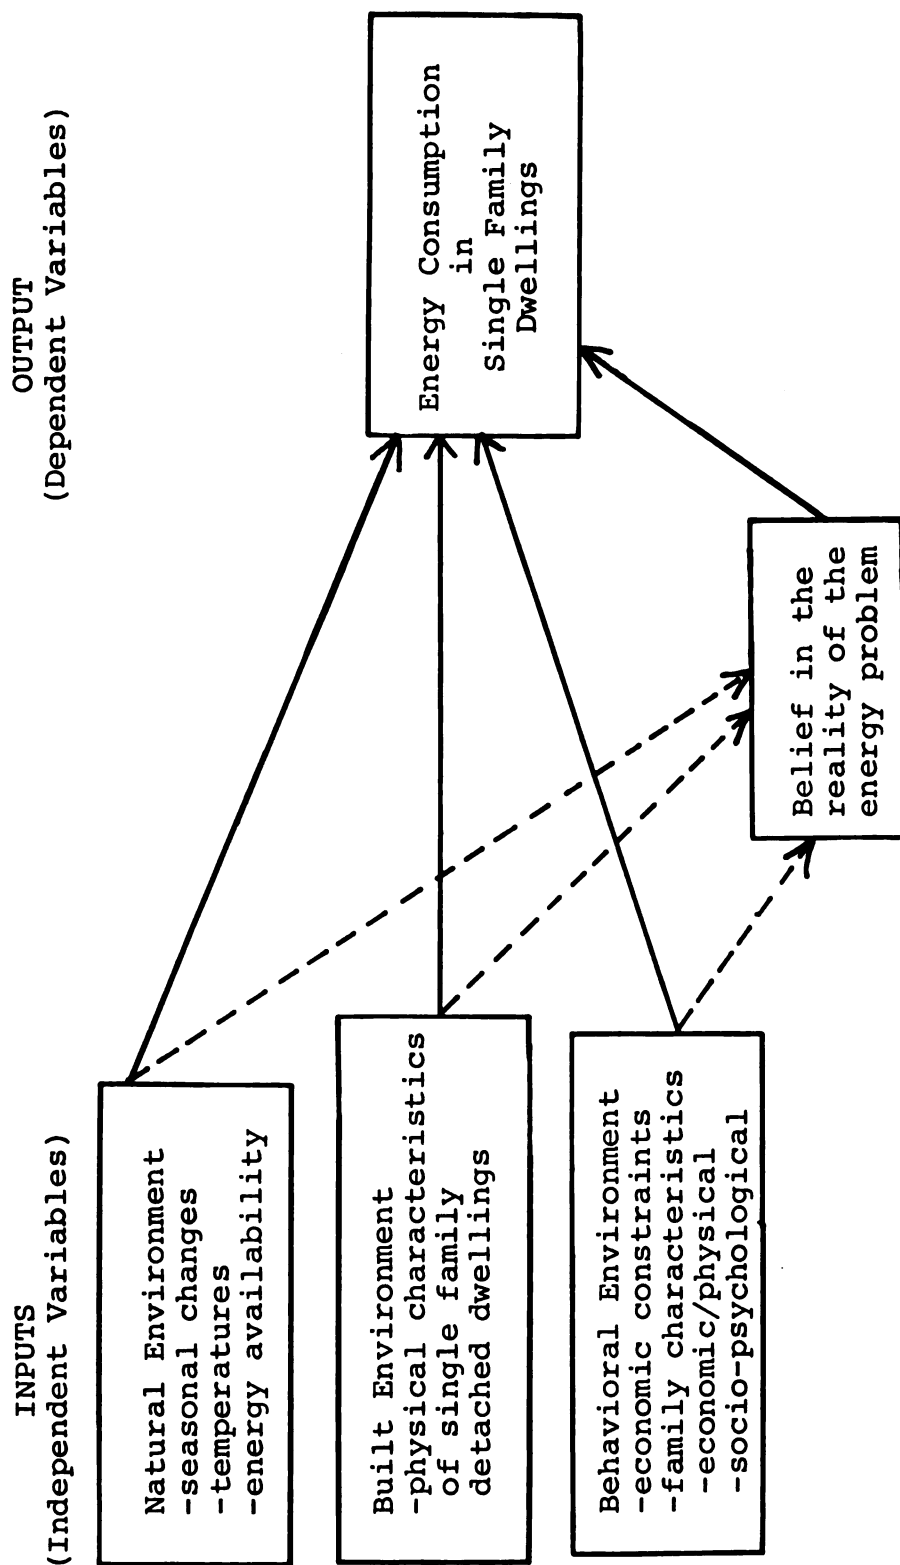 INPUTS
(Independent Variables)
OUTPUT
(Dependent Variables)
Natural Environment
-seasonal changes
-temperatures
-energy availability
Built Environment
-physical characteristics
of single family
detached dwellings
Behavioral Environment
-economic constraints
-family characteristics
-economic/physical
-socio-psychological
Belief in the
reality of the
energy problem
Energy Consumption
in
Single Family
Dwellings